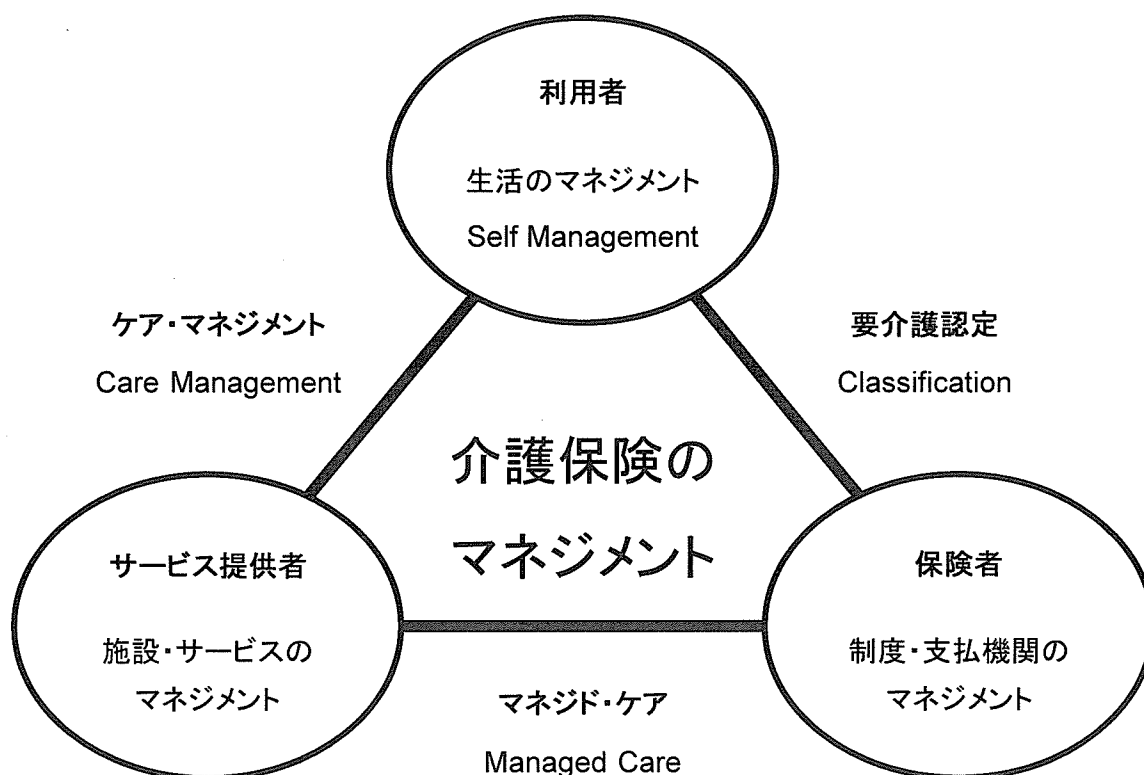 利用者
生活のマネジメント
Self Management
ケア・マネジメント
Care Management
要介護認定
Classification
介護保険の
マネジメント
サービス提供者
施設・サービスの
マネジメント
保険者
制度・支払機関の
マネジメント
マネジド・ケア
Managed Care